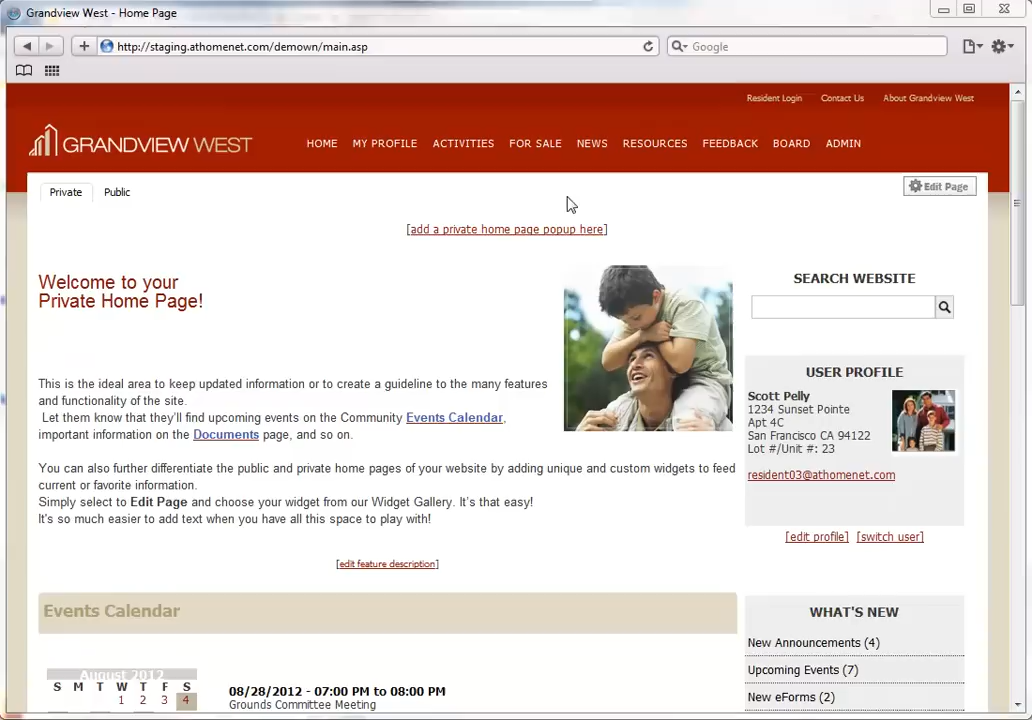 Grandview West - Home Page
http://staging.athomenet.com/demown/main.asp
Google
Resident Login Contact Us About Grandview West
GRANDVIEW WEST
HOME MY PROFILE ACTIVITIES FOR SALE NEWS RESOURCES FEEDBACK BOARD ADMIN
Private Public
Edit Page
[add a private home page popup here]
Welcome to your
Private Home Page!
This is the ideal area to keep updated information or to create a guideline to the many features
and functionality of the site.
Let them know that they'll find upcoming events on the Community Events Calendar,
important information on the Documents page, and so on.
You can also further differentiate the public and private home pages of your website by adding unique and custom widgets to feed
current or favorite information.
Simply select to Edit Page and choose your widget from our Widget Gallery. It's that easy!
It's so much easier to add text when you have all this space to play with!
[edit feature description]
SEARCH WEBSITE
USER PROFILE
Scott Pelly
1234 Sunset Pointe
Apt 4C
San Francisco CA 94122
Lot #/Unit #: 23
resident03@athomenet.com
[edit profile] [switch user]
Events Calendar
August 2012
S M T W T F S
1 2 3 4
08/28/2012 - 07:00 PM to 08:00 PM
Grounds Committee Meeting
WHAT'S NEW
New Announcements (4)
Upcoming Events (7)
New eForms (2)